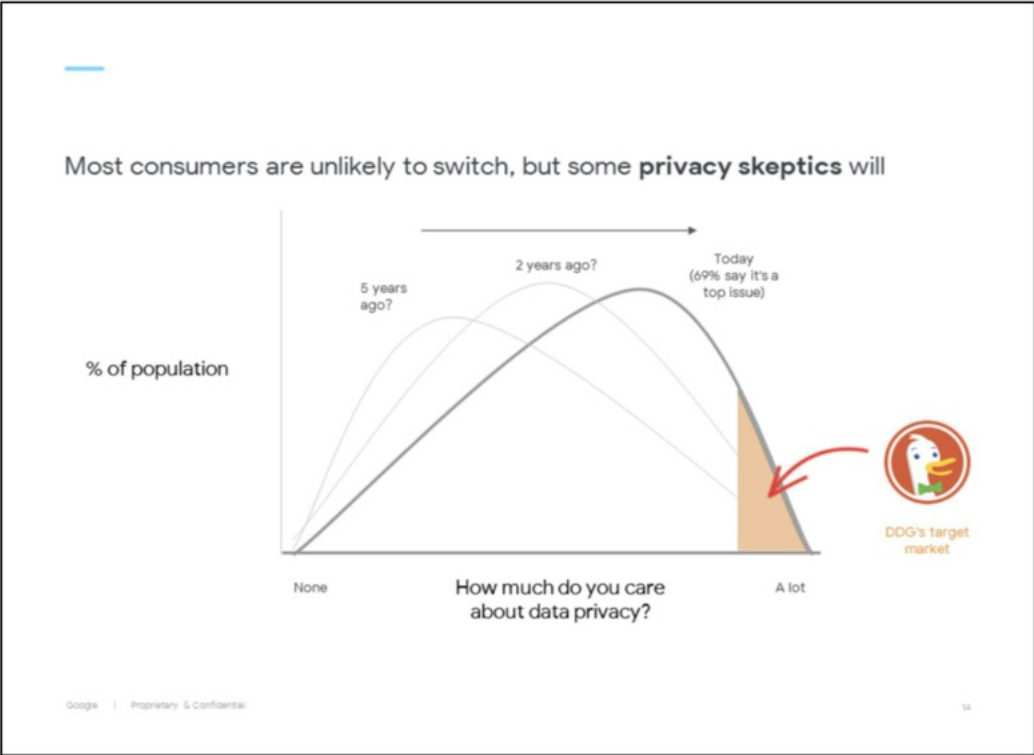 Most consumers are unlikely to switch, but some privacy skeptics will
5 years
ago?
2 years ago?
Today
(69% say it's a
top issue)
% of population
DDG's target
market
None
How much do you care
about data privacy?
A lot
Google | Proprietary & Confidential
14